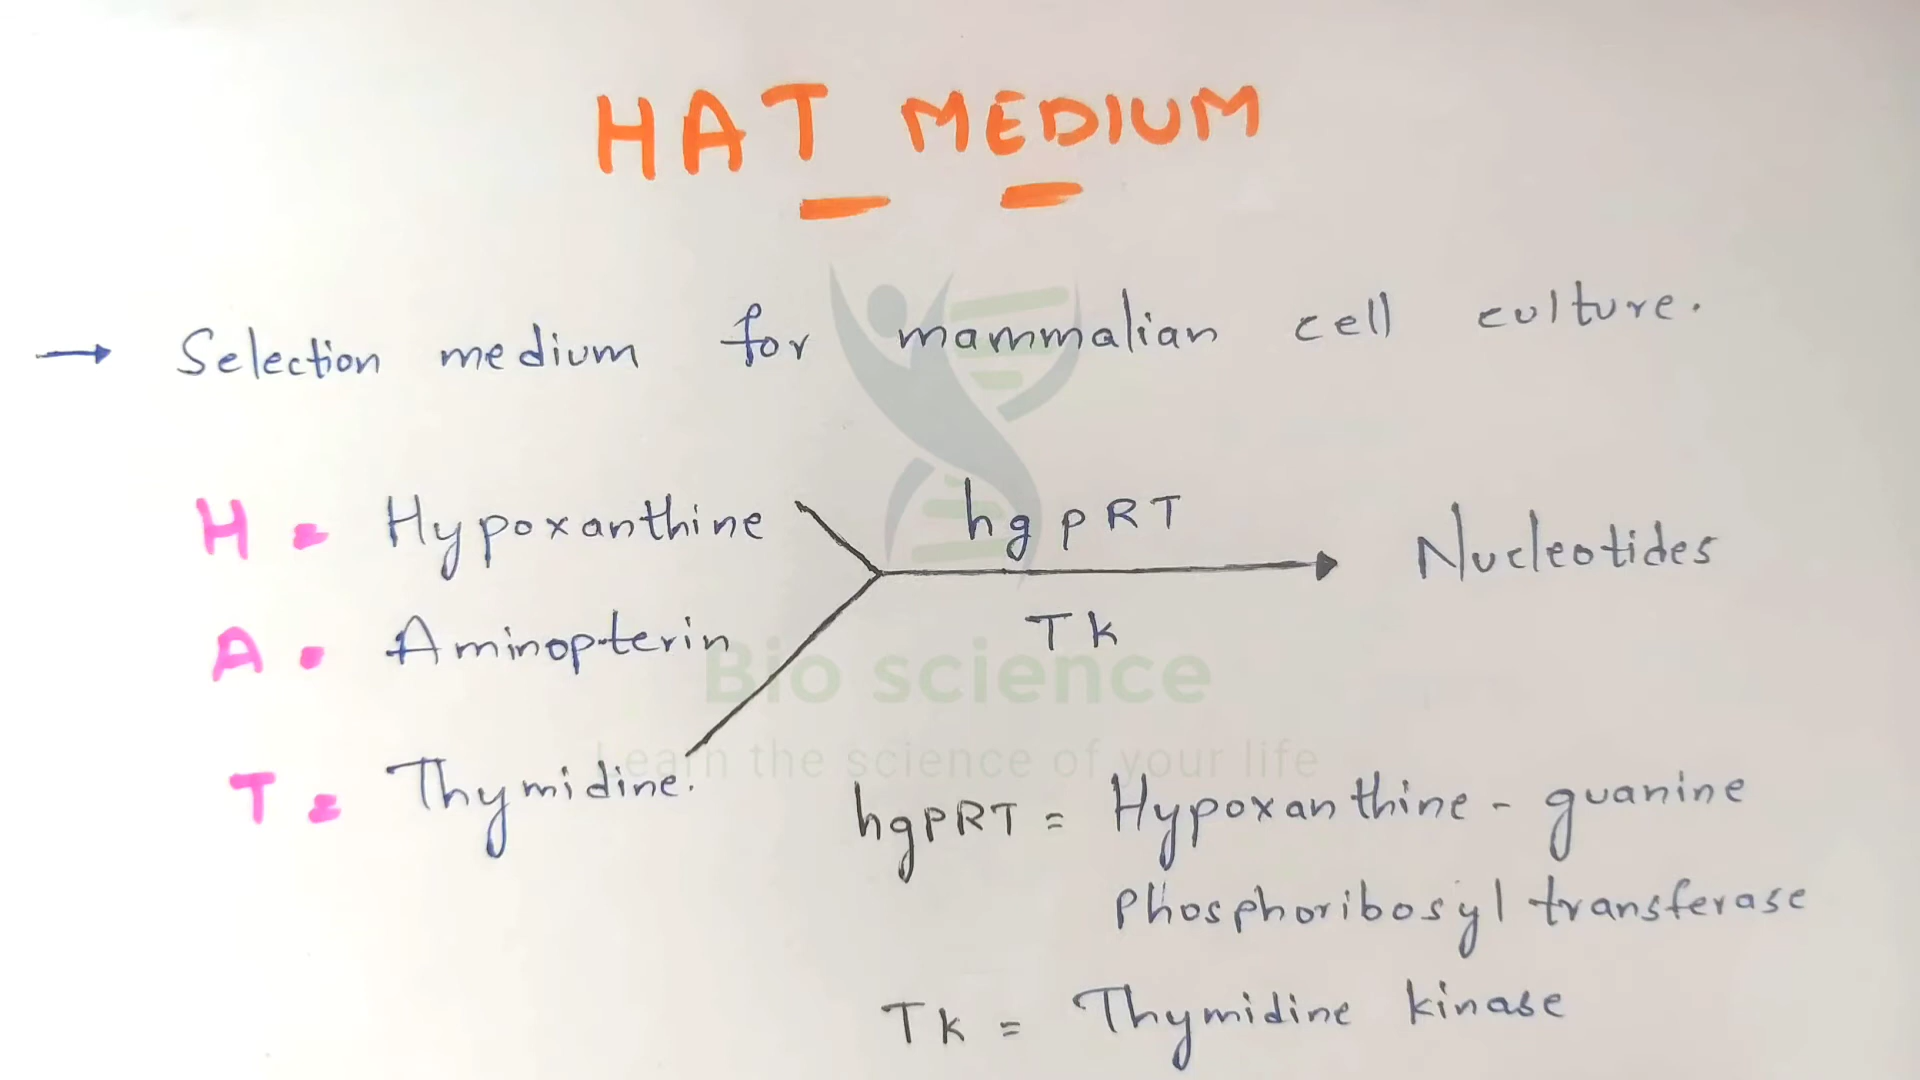 HAT MEDIUM
→ Selection medium for mammalian cell culture.
H = Hypoxanthine
hgPRT
Nucleotides
A = Aminopterin
TK
Bio science
Learn the science of your life
T = Thymidine.
hgPRT = Hypoxanthine - guanine
Phosphoribosyl transferase
TK = Thymidine kinase